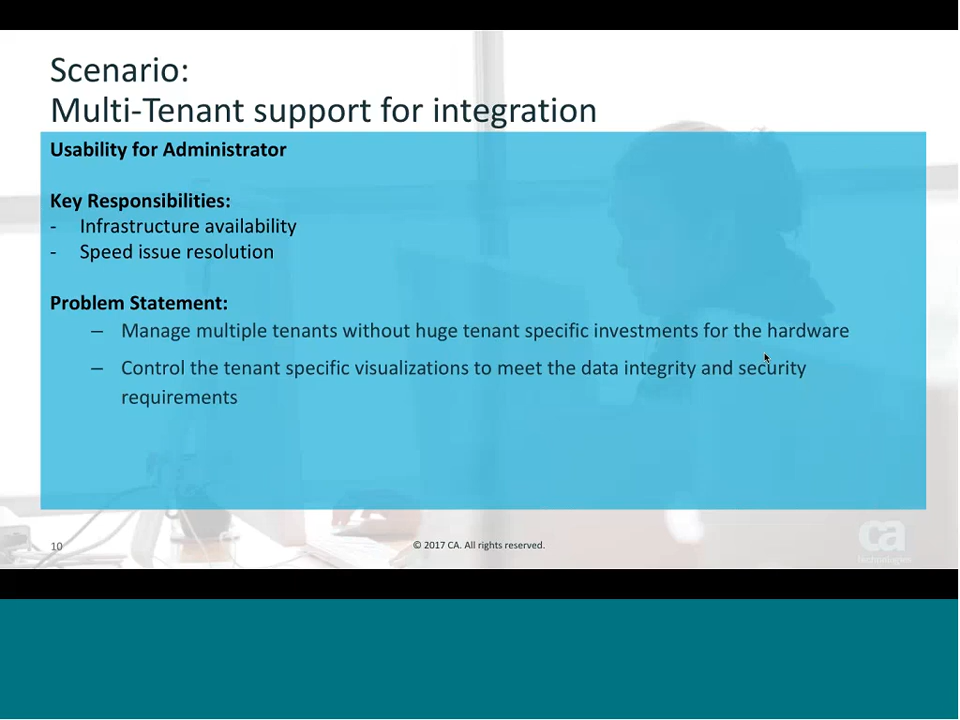 Scenario:
Multi-Tenant support for integration
Usability for Administrator
Key Responsibilities:
- Infrastructure availability
- Speed issue resolution
Problem Statement:
– Manage multiple tenants without huge tenant specific investments for the hardware
– Control the tenant specific visualizations to meet the data integrity and security
requirements
10
© 2017 CA. All rights reserved.
ca
technologies